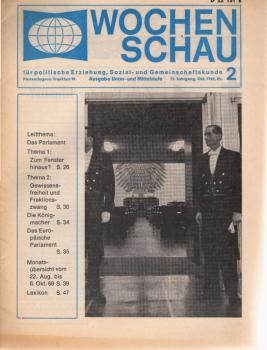 WOCHEN
SCHAU
für politische Erziehung, Sozial- und Gemeinschaftskunde
Ausgabe Unter- und Mittelstufe
2
Leitthema:
Das Parlament
Thema 1:
Zum Fenster
hinaus? S. 26
Thema 2:
Gewissens-
freiheit und
Fraktions-
zwang S. 30
Die König-
macher S. 34
Das Euro-
päische
Parlament
S. 35
Monats-
übersicht vom
22. Aug. bis
6. Okt. 69 S. 39
Lexikon S. 47